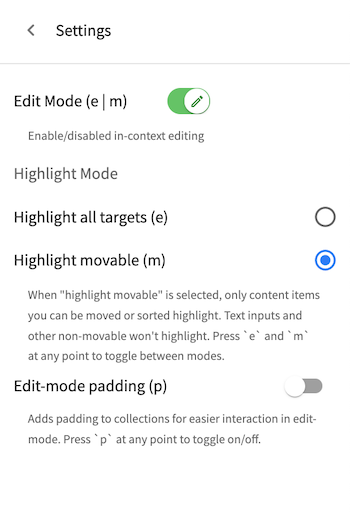 Settings
Edit Mode (e | m)
Enable/disabled in-context editing
Highlight Mode
Highlight all targets (e)
Highlight movable (m)
When "highlight movable" is selected, only content items
you can be moved or sorted highlight. Text inputs and
other non-movable won't highlight. Press `e` and `m`
at any point to toggle between modes.
Edit-mode padding (p)
Adds padding to collections for easier interaction in edit-
mode. Press `p` at any point to toggle on/off.